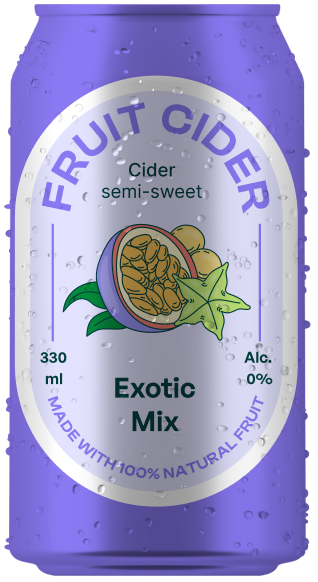 FRUIT CIDER
Cider
semi-sweet
330
ml
Alc.
0%
Exotic
Mix
MADE WITH 100% NATURAL FRUIT